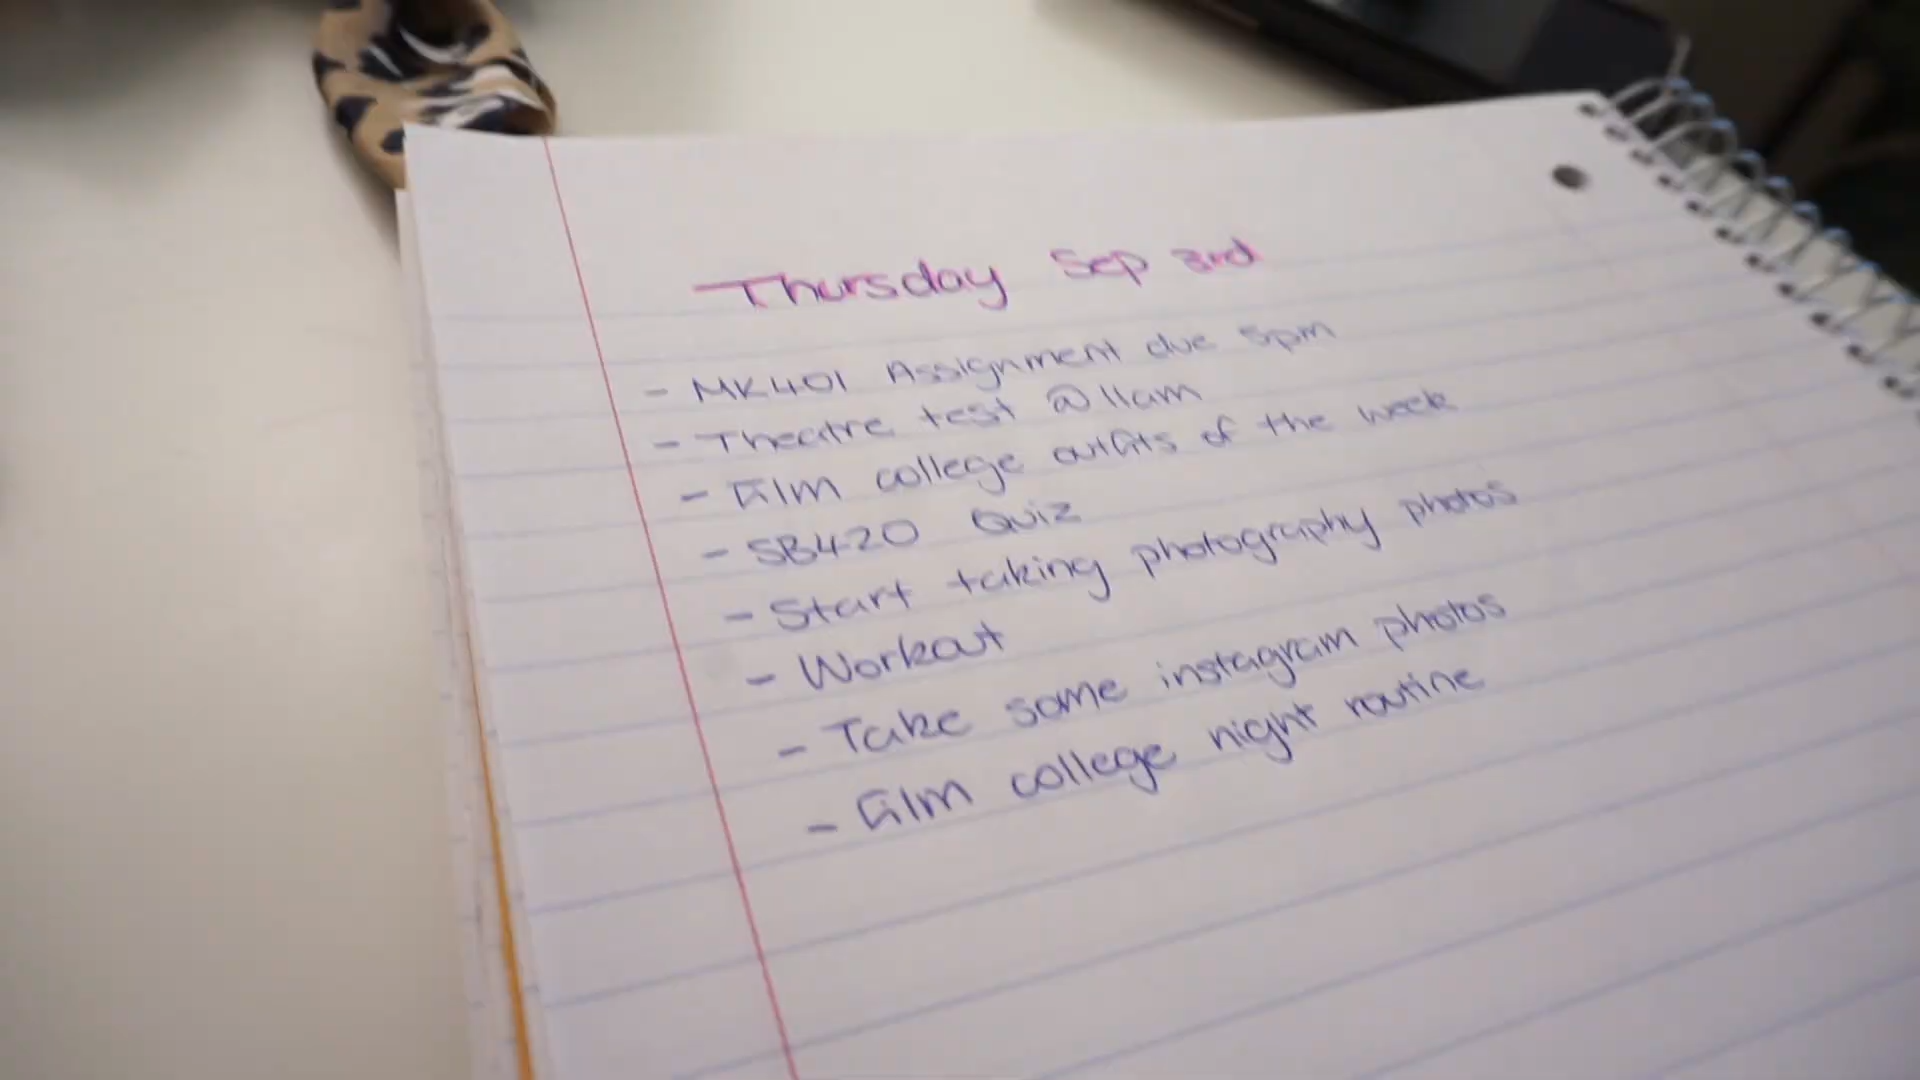 Thursday Sep 3rd
- MK401 Assignment due 5pm
- Theatre test @ 11am
- Film college outfits of the week
- SB420 Quiz
- Start taking photography photos
- Workout
- Take some instagram photos
- Film college night routine